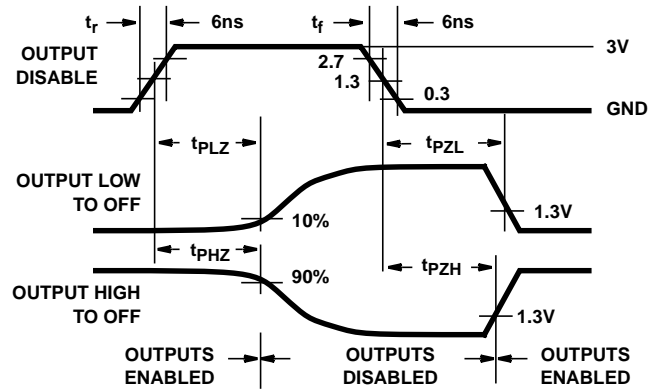 tr 6ns tf 6ns
OUTPUT
DISABLE
3V
2.7
1.3
0.3
GND
tPLZ tPZL
OUTPUT LOW
TO OFF
10%
1.3V
tPHZ tPZH
90%
OUTPUT HIGH
TO OFF
1.3V
OUTPUTS
ENABLED
OUTPUTS
DISABLED
OUTPUTS
ENABLED